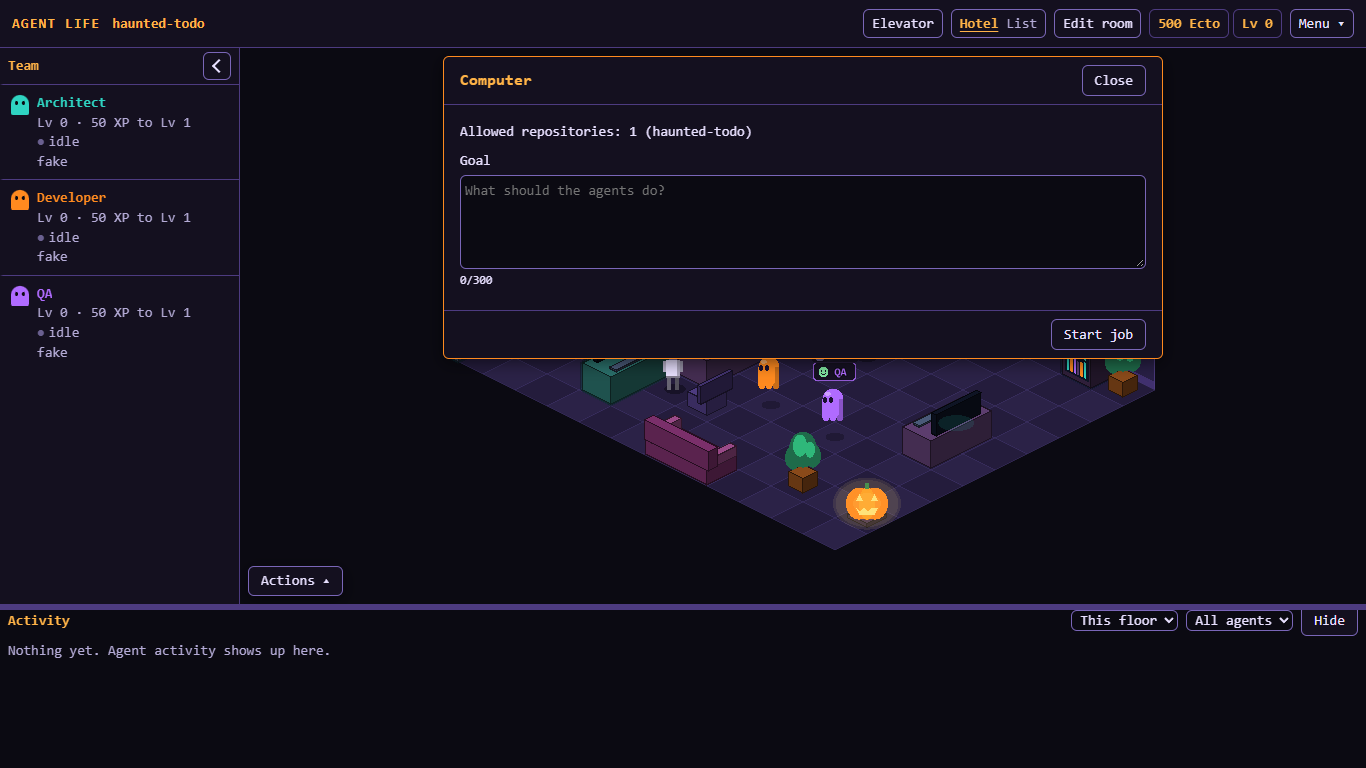 AGENT LIFE haunted-todo
Elevator Hotel List Edit room 500 Ecto Lv 0 Menu ▾
Team
Architect
Lv 0 · 50 XP to Lv 1
idle
fake
Developer
Lv 0 · 50 XP to Lv 1
idle
fake
QA
Lv 0 · 50 XP to Lv 1
idle
fake
Computer
Close
Allowed repositories: 1 (haunted-todo)
Goal
What should the agents do?
0/300
Start job
QA
Actions ▴
Activity
This floor All agents Hide
Nothing yet. Agent activity shows up here.